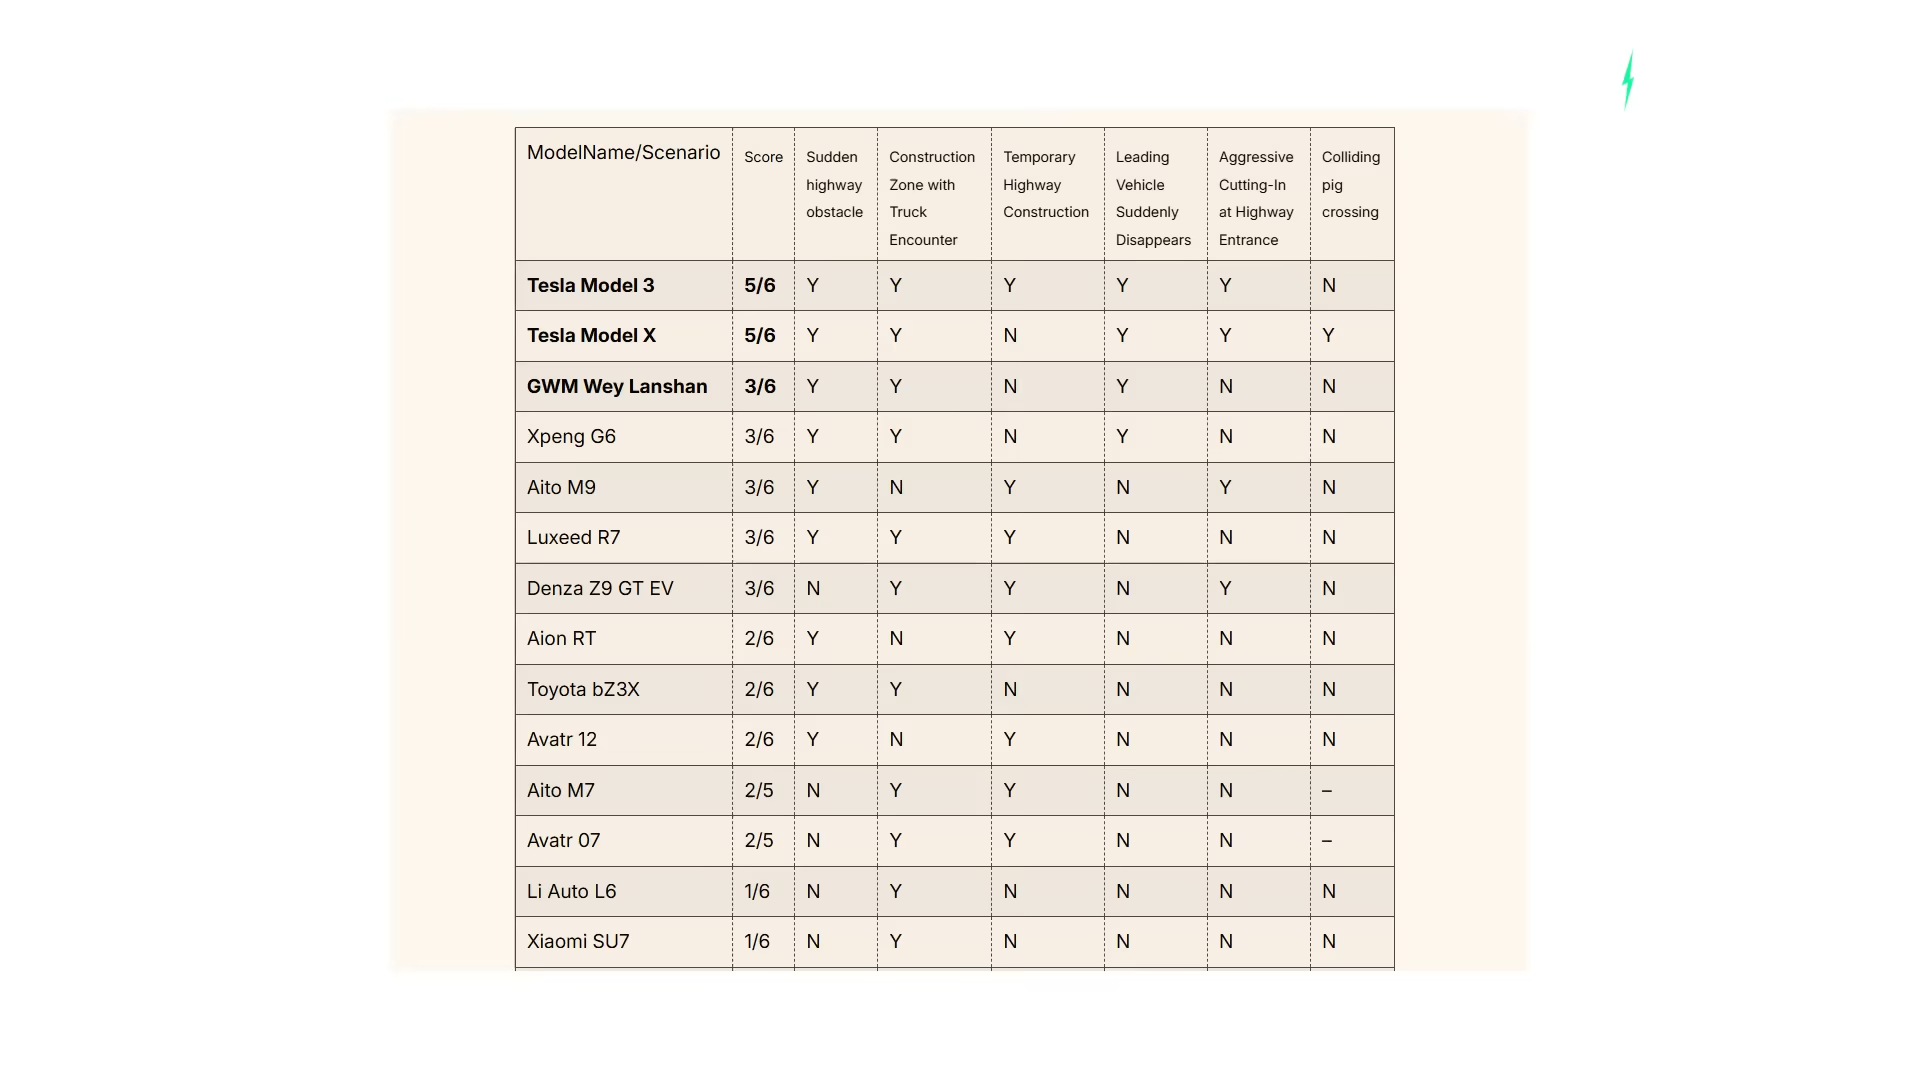 ModelName/Scenario Score Sudden highway obstacle Construction Zone with Truck Encounter Temporary Highway Construction Leading Vehicle Suddenly Disappears Aggressive Cutting-In at Highway Entrance Colliding pig crossing
Tesla Model 3 5/6 Y Y Y Y Y N
Tesla Model X 5/6 Y Y N Y Y Y
GWM Wey Lanshan 3/6 Y Y N Y N N
Xpeng G6 3/6 Y Y N Y N N
Aito M9 3/6 Y N Y N Y N
Luxeed R7 3/6 Y Y Y N N N
Denza Z9 GT EV 3/6 N Y Y N Y N
Aion RT 2/6 Y N Y N N N
Toyota bZ3X 2/6 Y Y N N N N
Avatr 12 2/6 Y N Y N N N
Aito M7 2/5 N Y Y N N –
Avatr 07 2/5 N Y Y N N –
Li Auto L6 1/6 N Y N N N N
Xiaomi SU7 1/6 N Y N N N N